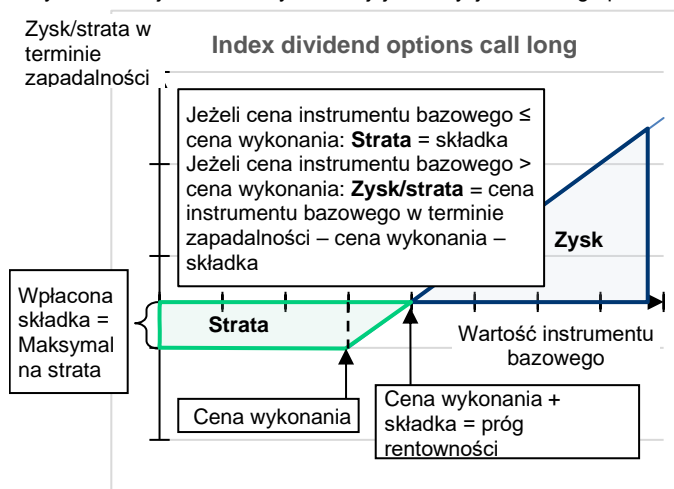 Zysk/strata w
terminie
zapadalności
Index dividend options call long
Jeżeli cena instrumentu bazowego ≤
cena wykonania: Strata = składka
Jeżeli cena instrumentu bazowego >
cena wykonania: Zysk/strata = cena
instrumentu bazowego w terminie
zapadalności – cena wykonania –
składka
Zysk
Wpłacona
składka =
Maksymal
na strata
Strata
Wartość instrumentu
bazowego
Cena wykonania
Cena wykonania +
składka = próg
rentowności